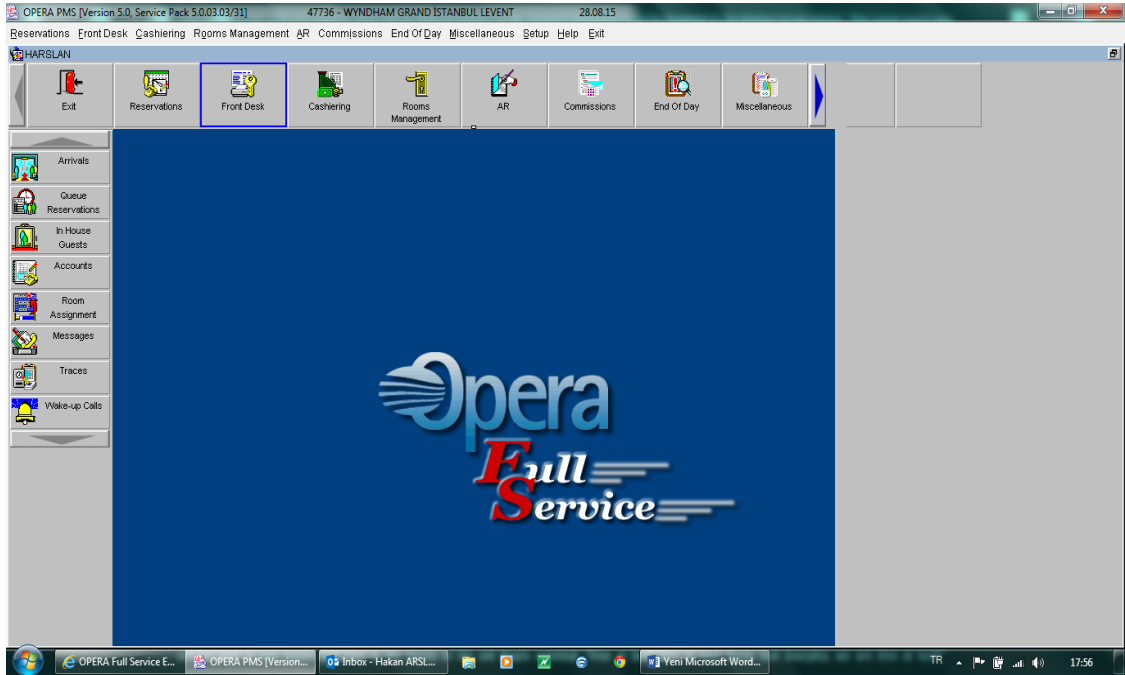 OPERA PMS [Version 5.0, Service Pack 5.0.03.03/31] 47736 - WYNDHAM GRAND ISTANBUL LEVENT 28.08.15
Reservations Front Desk Cashiering Rooms Management AR Commissions End Of Day Miscellaneous Setup Help Exit
HARSLAN
Exit Reservations Front Desk Cashiering Rooms Management AR Commissions End Of Day Miscellaneous
Arrivals
Queue
Reservations
In House
Guests
Accounts
Room
Assignment
Messages
Traces
Wake-up Calls
Opera
Full
Service
OPERA Full Service E... OPERA PMS [Version... Inbox - Hakan ARSL... Yeni Microsoft Word... TR 17:56